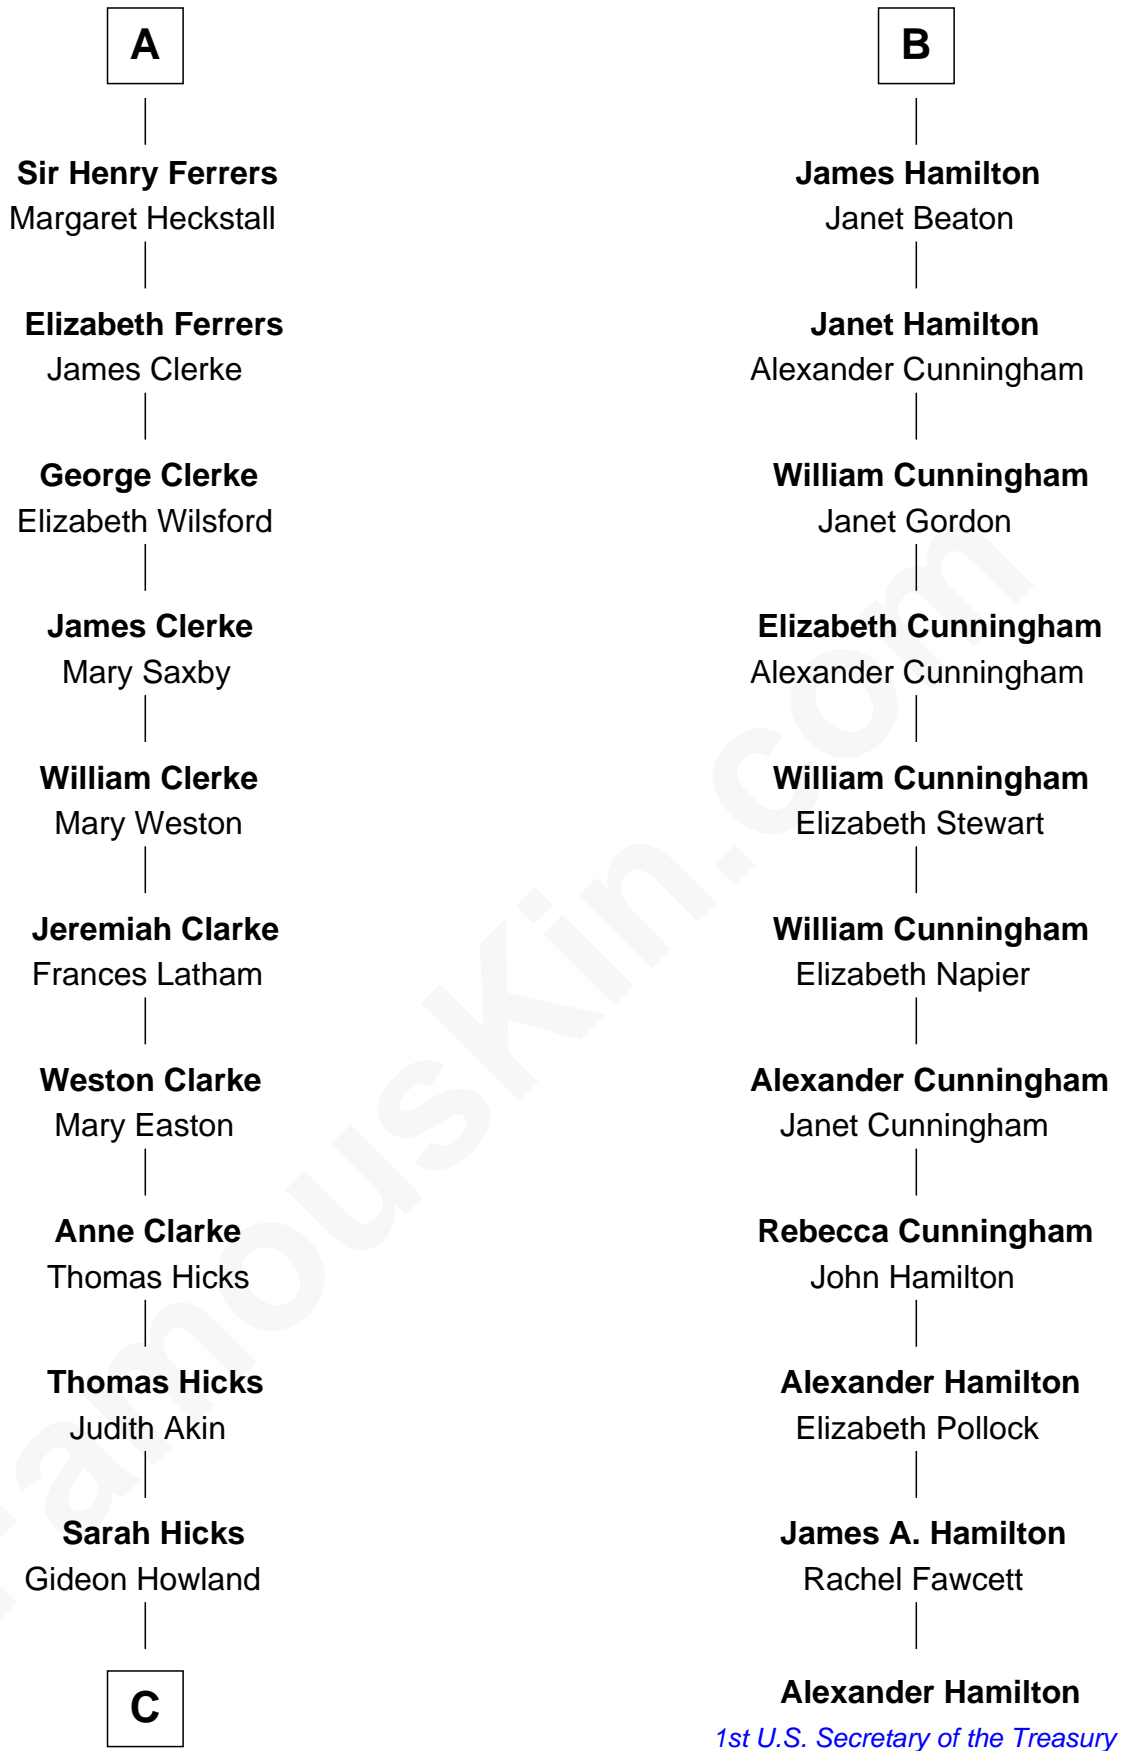 A
Sir Henry Ferrers
Margaret Heckstall
Elizabeth Ferrers
James Clerke
George Clerke
Elizabeth Wilsford
James Clerke
Mary Saxby
William Clerke
Mary Weston
Jeremiah Clarke
Frances Latham
Weston Clarke
Mary Easton
Anne Clarke
Thomas Hicks
Thomas Hicks
Judith Akin
Sarah Hicks
Gideon Howland
C
B
James Hamilton
Janet Beaton
Janet Hamilton
Alexander Cunningham
William Cunningham
Janet Gordon
Elizabeth Cunningham
Alexander Cunningham
William Cunningham
Elizabeth Stewart
William Cunningham
Elizabeth Napier
Alexander Cunningham
Janet Cunningham
Rebecca Cunningham
John Hamilton
Alexander Hamilton
Elizabeth Pollock
James A. Hamilton
Rachel Fawcett
Alexander Hamilton
1st U.S. Secretary of the Treasury
FamousKin.com